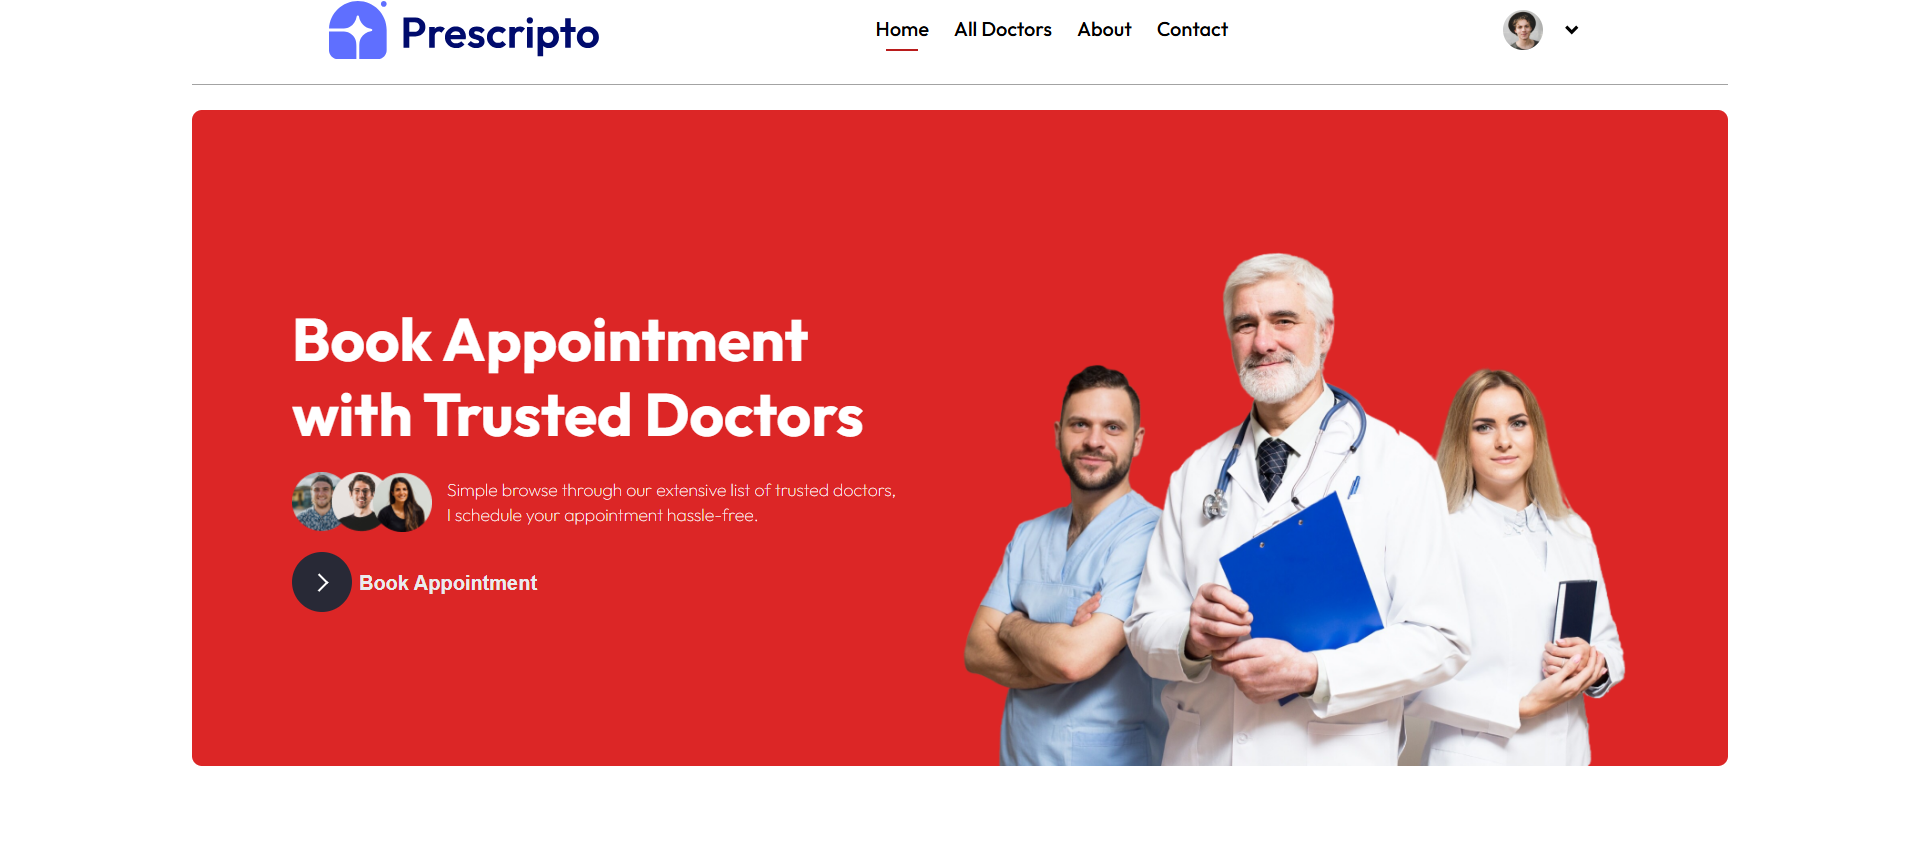 Prescripto
Home All Doctors About Contact
Book Appointment
with Trusted Doctors
Simple browse through our extensive list of trusted doctors,
I schedule your appointment hassle-free.
Book Appointment